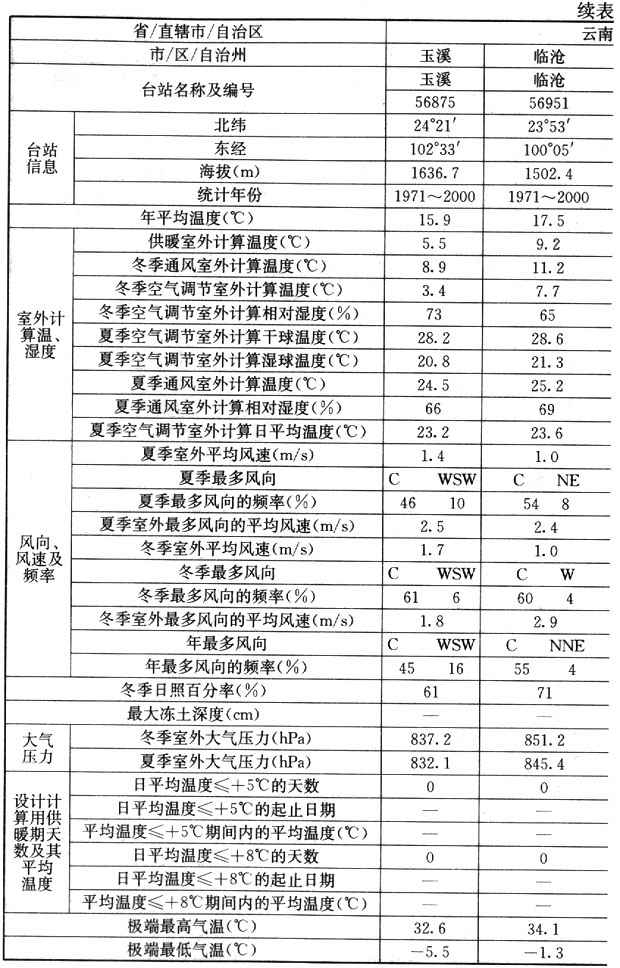 续表
省/直辖市/自治区 云南
市/区/自治州 玉溪 临沧
台站名称及编号 玉溪 临沧
56875 56951
台站信息
北纬 24°21′ 23°53′
东经 102°33′ 100°05′
海拔(m) 1636.7 1502.4
统计年份 1971～2000 1971～2000
年平均温度(℃) 15.9 17.5
室外计算温、湿度
供暖室外计算温度(℃) 5.5 9.2
冬季通风室外计算温度(℃) 8.9 11.2
冬季空气调节室外计算温度(℃) 3.4 7.7
冬季空气调节室外计算相对湿度(%) 73 65
夏季空气调节室外计算干球温度(℃) 28.2 28.6
夏季空气调节室外计算湿球温度(℃) 20.8 21.3
夏季通风室外计算温度(℃) 24.5 25.2
夏季通风室外计算相对湿度(%) 66 69
夏季空气调节室外计算日平均温度(℃) 23.2 23.6
风向、风速及频率
夏季室外平均风速(m/s) 1.4 1.0
夏季最多风向 C WSW C NE
夏季最多风向的频率(%) 46 10 54 8
夏季室外最多风向的平均风速(m/s) 2.5 2.4
冬季室外平均风速(m/s) 1.7 1.0
冬季最多风向 C WSW C W
冬季最多风向的频率(%) 61 6 60 4
冬季室外最多风向的平均风速(m/s) 1.8 2.9
年最多风向 C WSW C NNE
年最多风向的频率(%) 45 16 55 4
冬季日照百分率(%) 61 71
最大冻土深度(cm) — —
大气压力
冬季室外大气压力(hPa) 837.2 851.2
夏季室外大气压力(hPa) 832.1 845.4
设计计算用供暖期天数及其平均温度
日平均温度≤+5℃的天数 0 0
日平均温度≤+5℃的起止日期 — —
平均温度≤+5℃期间内的平均温度(℃) — —
日平均温度≤+8℃的天数 0 0
日平均温度≤+8℃的起止日期 — —
平均温度≤+8℃期间内的平均温度(℃) — —
极端最高气温(℃) 32.6 34.1
极端最低气温(℃) −5.5 −1.3